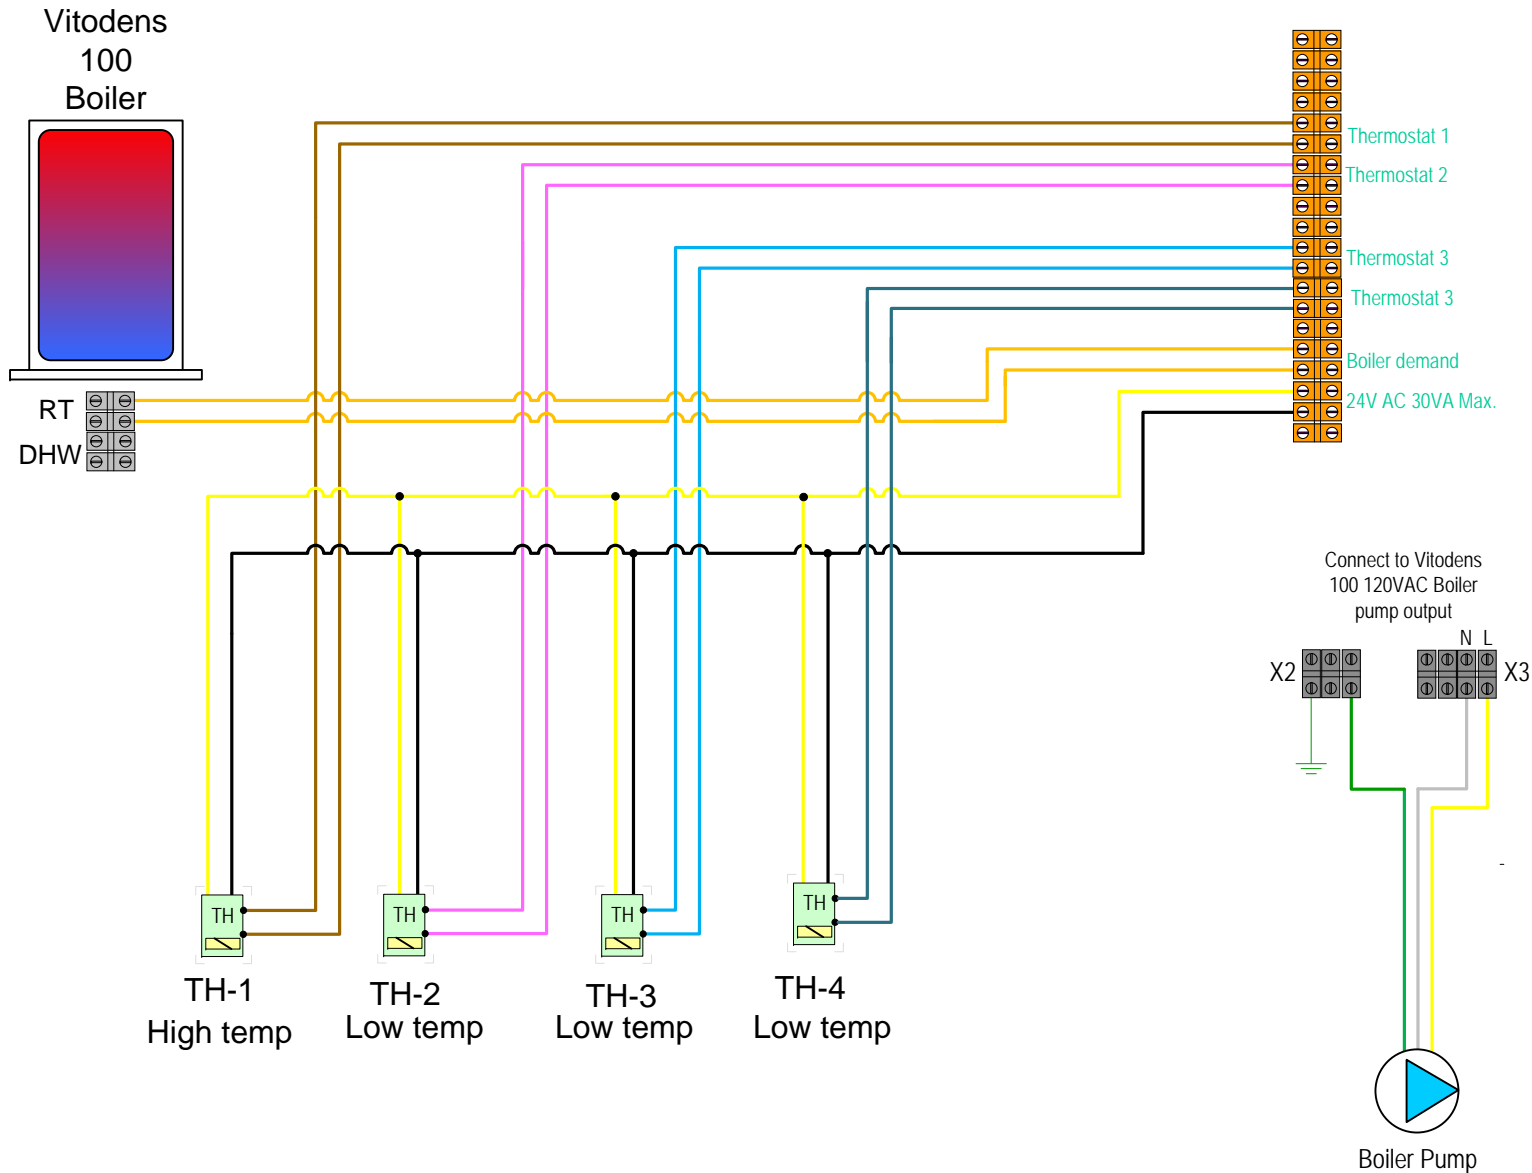 Vitodens
100
Boiler
RT
DHW
Thermostat 1
Thermostat 2
Thermostat 3
Thermostat 3
Boiler demand
24V AC 30VA Max.
Connect to Vitodens
100 120VAC Boiler
pump output
N L
X2
X3
-
TH
TH
TH
TH
TH-1
High temp
TH-2
Low temp
TH-3
Low temp
TH-4
Low temp
Boiler Pump